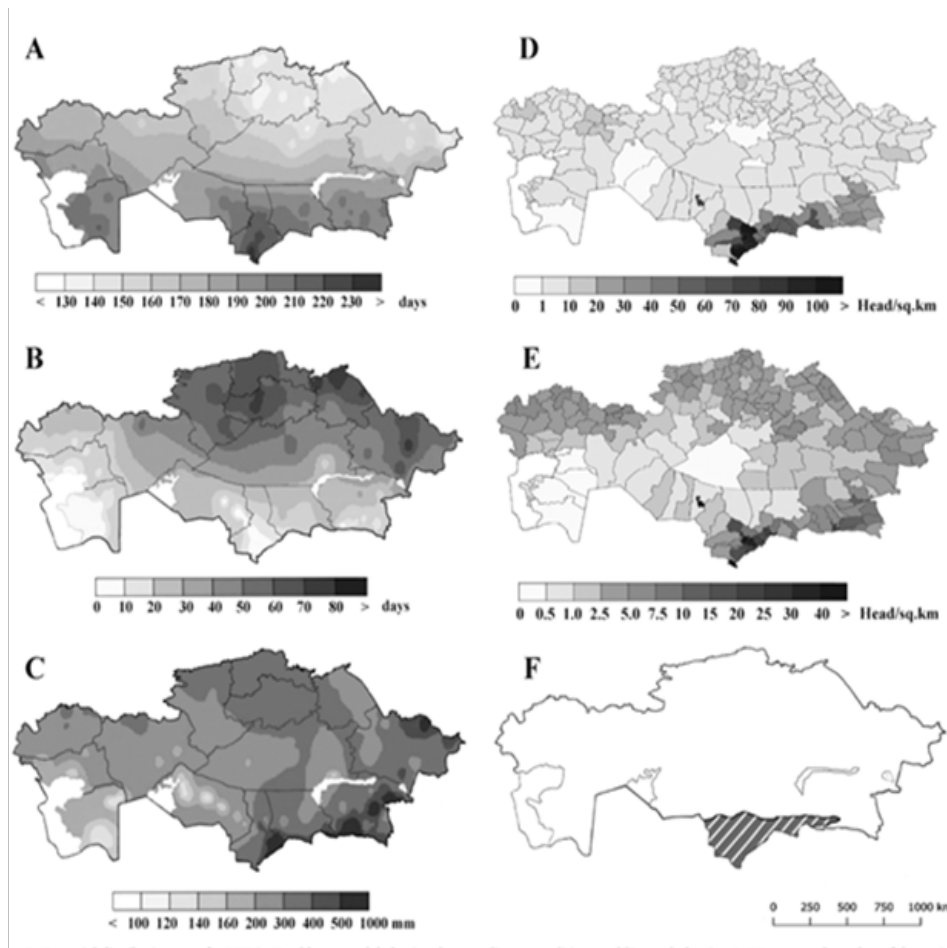 A
< 130 140 150 160 170 180 190 200 210 220 230 > days
B
0 10 20 30 40 50 60 70 80 > days
C
< 100 120 140 160 200 300 400 500 1000 mm
D
0 1 10 20 30 40 50 60 70 80 90 100 > Head/sq.km
E
0 0.5 1.0 2.5 5.0 7.5 10 15 20 25 30 40 > Head/sq.km
F
0 250 500 750 1000 km